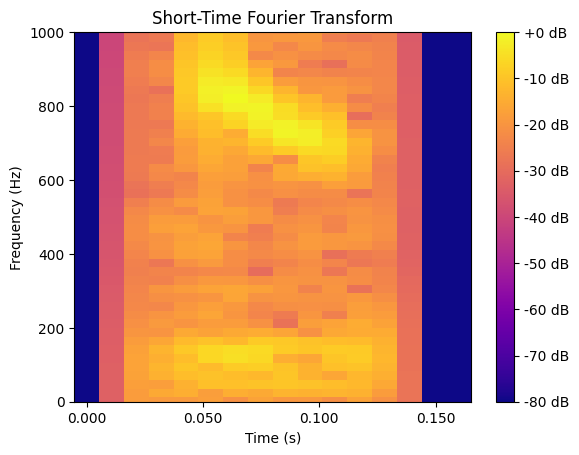 Short-Time Fourier Transform
Frequency (Hz)
1000
800
600
400
200
0
0.000
0.050
0.100
0.150
Time (s)
+0 dB
-10 dB
-20 dB
-30 dB
-40 dB
-50 dB
-60 dB
-70 dB
-80 dB